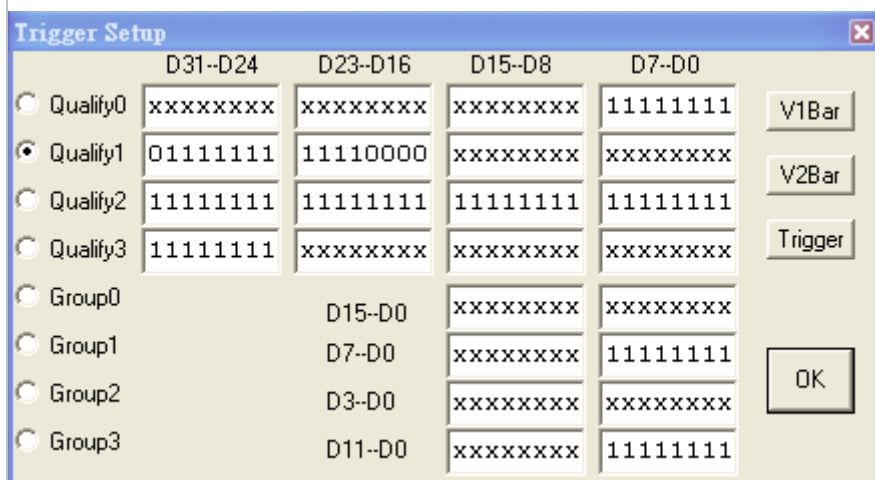 Trigger Setup
D31--D24 D23--D16 D15--D8 D7--D0
Qualify0 xxxxxxxx xxxxxxxx xxxxxxxx 11111111 V1Bar
Qualify1 01111111 11110000 xxxxxxxx xxxxxxxx
V2Bar
Qualify2 11111111 11111111 11111111 11111111
Qualify3 11111111 xxxxxxxx xxxxxxxx xxxxxxxx Trigger
Group0 D15--D0 xxxxxxxx xxxxxxxx
Group1 D7--D0 xxxxxxxx 11111111
OK
Group2 D3--D0 xxxxxxxx xxxxxxxx
Group3 D11--D0 xxxxxxxx 11111111